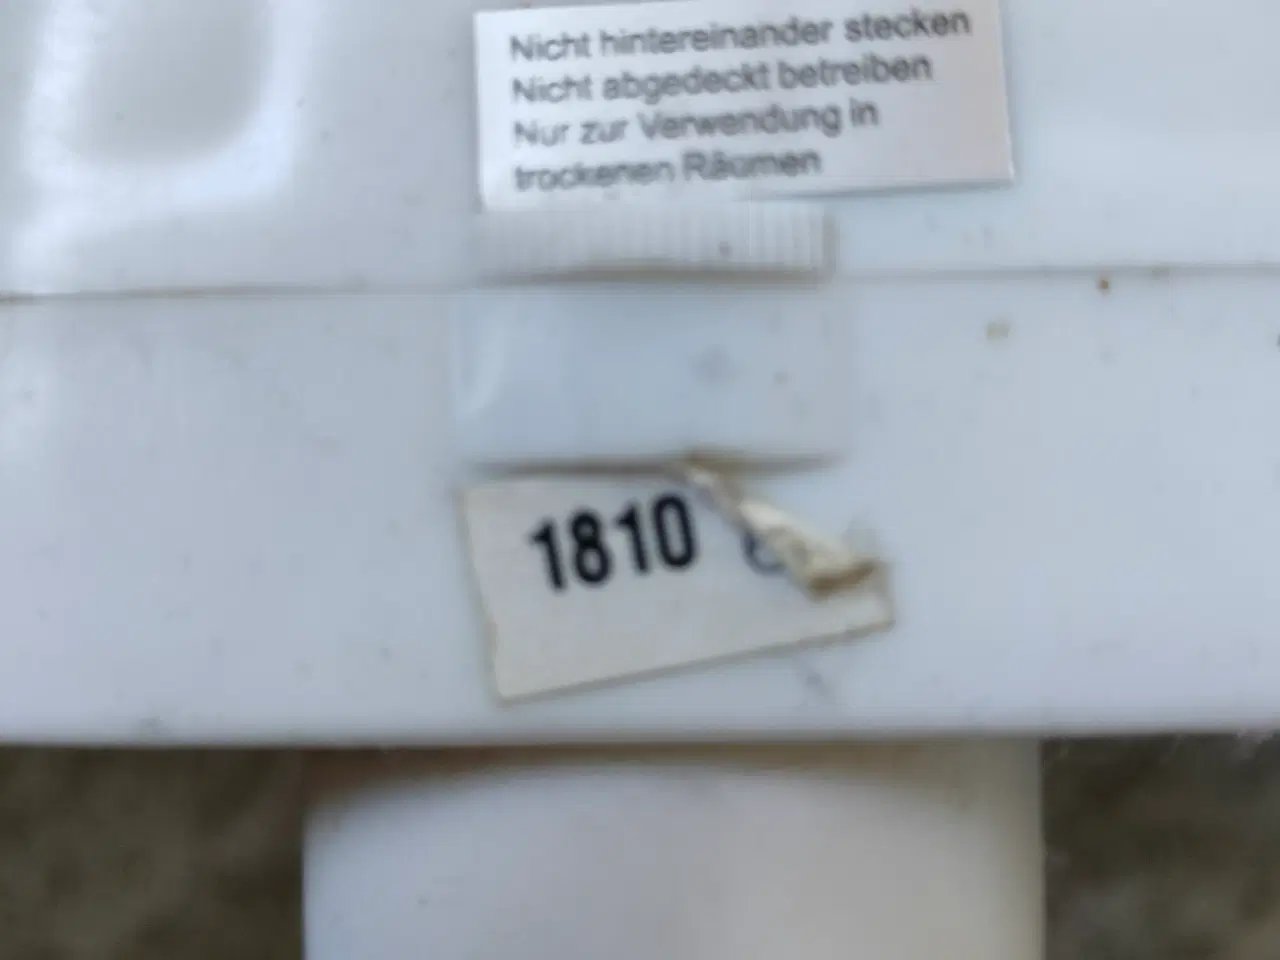 Nicht hintereinander stecken
Nicht abgedeckt betreiben
Nur zur Verwendung in
trockenen Räumen
1810